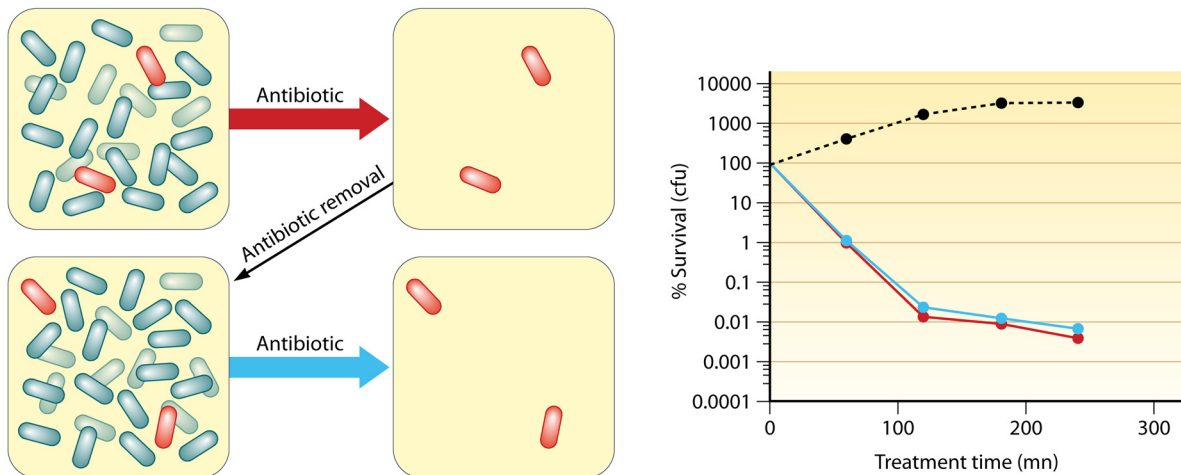 Antibiotic
Antibiotic removal
Antibiotic
% Survival (cfu)
10000
1000
100
10
1
0.1
0.01
0.001
0.0001
0
100
200
300
Treatment time (mn)